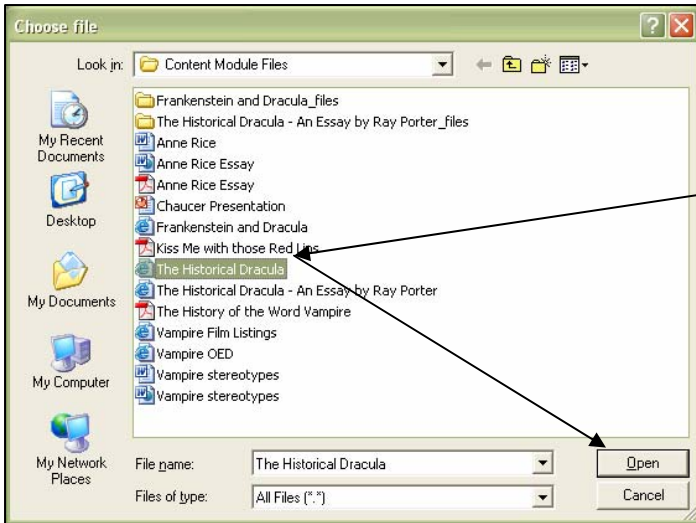 Choose file
Look in:
Content Module Files
My Recent
Documents
Desktop
My Documents
My Computer
My Network
Places
Frankenstein and Dracula_files
The Historical Dracula - An Essay by Ray Porter_files
Anne Rice
Anne Rice Essay
Anne Rice Essay
Chaucer Presentation
Frankenstein and Dracula
Kiss Me with those Red Lips
The Historical Dracula
The Historical Dracula - An Essay by Ray Porter
The History of the Word Vampire
Vampire Film Listings
Vampire OED
Vampire stereotypes
Vampire stereotypes
File name:
The Historical Dracula
Open
Files of type:
All Files (*.*)
Cancel